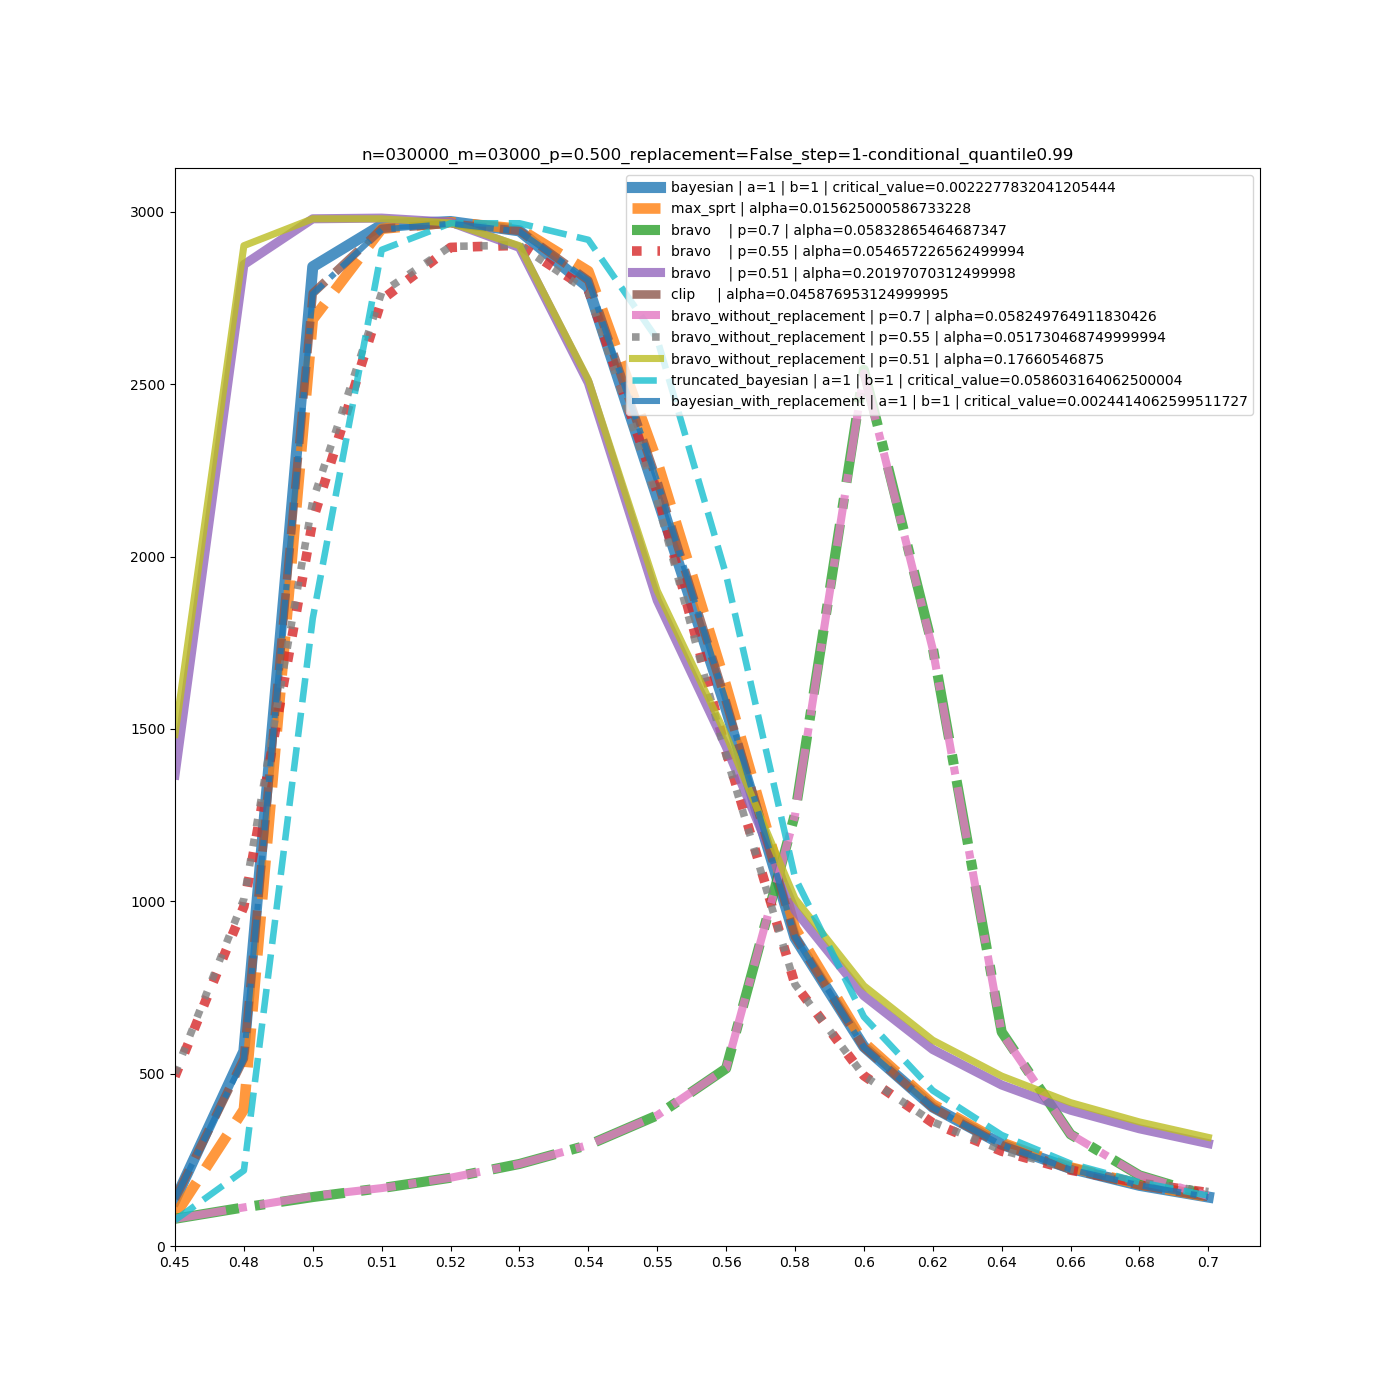 n=030000_m=03000_p=0.500_replacement=False_step=1-conditional_quantile0.99
bayesian | a=1 | b=1 | critical_value=0.0022277832041205444
max_sprt | alpha=0.015625000586733228
bravo    | p=0.7 | alpha=0.05832865464687347
bravo    | p=0.55 | alpha=0.054657226562499994
bravo    | p=0.51 | alpha=0.20197070312499998
clip     | alpha=0.045876953124999995
bravo_without_replacement | p=0.7 | alpha=0.058249764911830426
bravo_without_replacement | p=0.55 | alpha=0.051730468749999994
bravo_without_replacement | p=0.51 | alpha=0.17660546875
truncated_bayesian | a=1 | b=1 | critical_value=0.058603164062500004
bayesian_with_replacement | a=1 | b=1 | critical_value=0.0024414062599511727
3000
2500
2000
1500
1000
500
0
0.45 0.48 0.5 0.51 0.52 0.53 0.54 0.55 0.56 0.58 0.6 0.62 0.64 0.66 0.68 0.7